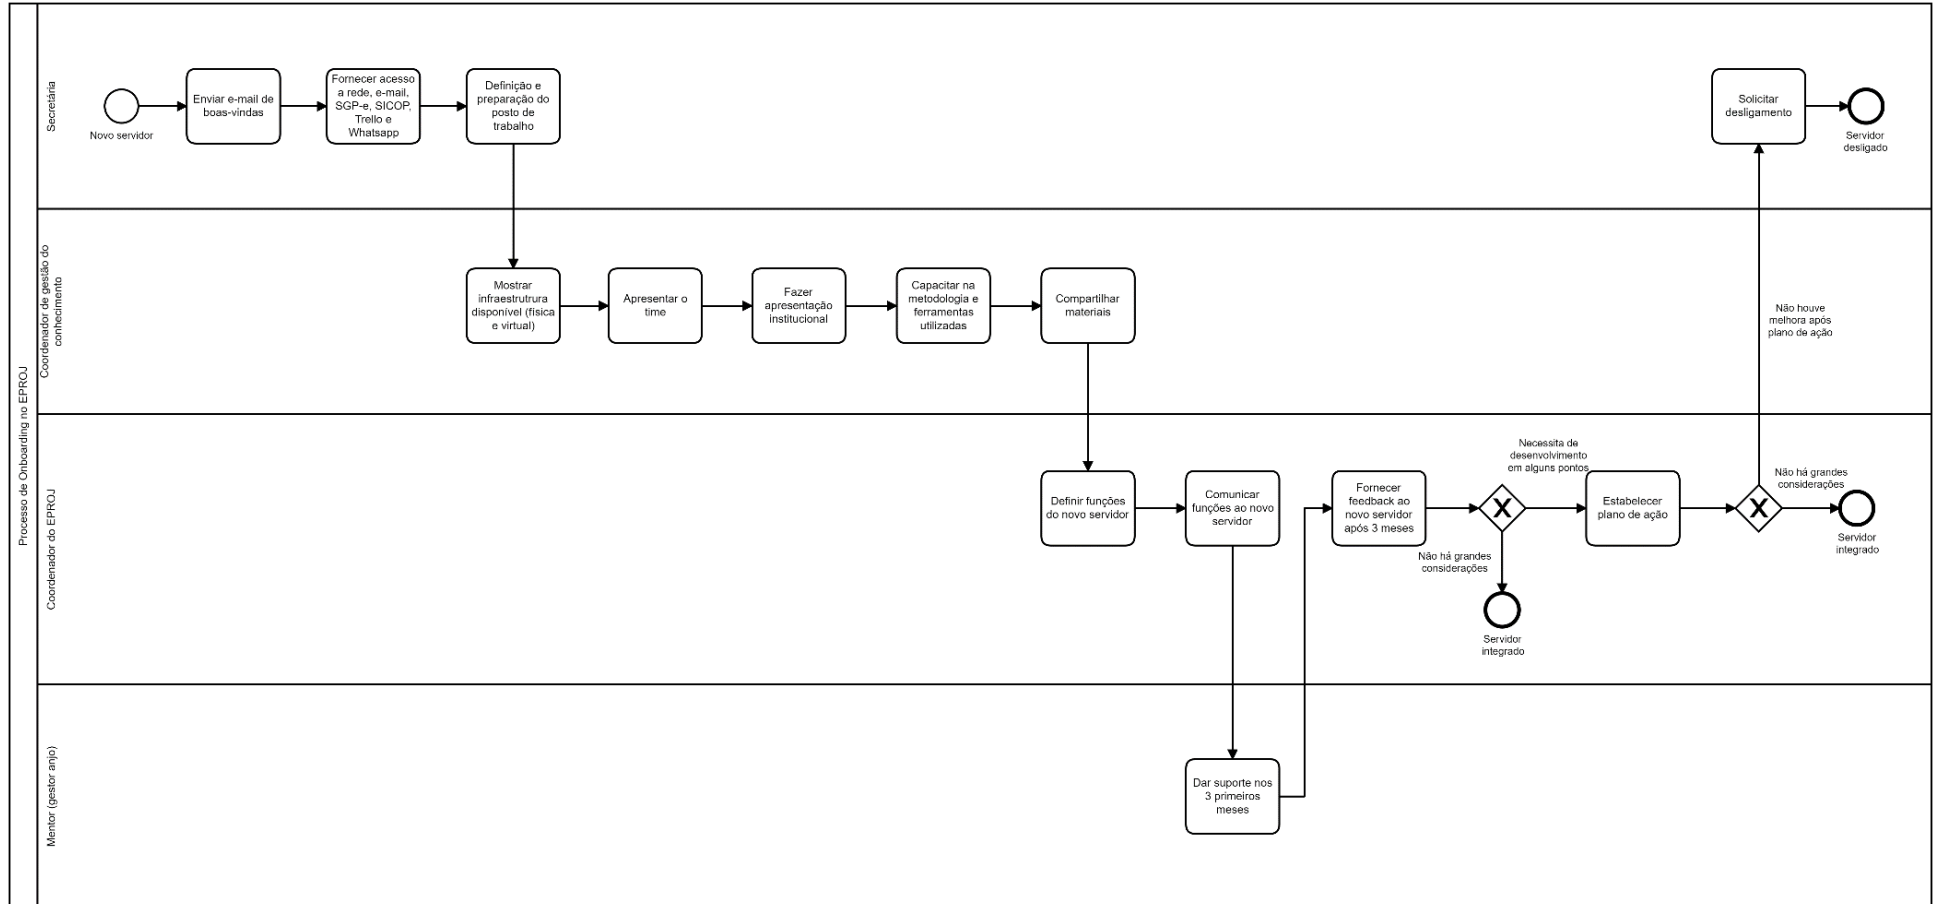 Processo de Onboarding no EPROJ
Secretária
Novo servidor
Enviar e-mail de
boas-vindas
Fornecer acesso
a rede, e-mail,
SGP-e, SICOP,
Trello e
Whatsapp
Definição e
preparação do
posto de
trabalho
Solicitar
desligamento
Servidor
desligado
Coordenador de gestão do
conhecimento
Mostrar
infraestrutrura
disponível (física
e virtual)
Apresentar o
time
Fazer
apresentação
institucional
Capacitar na
metodologia e
ferramentas
utilizadas
Compartilhar
materiais
Não houve
melhora após
plano de ação
Coordenador do EPROJ
Definir funções
do novo servidor
Comunicar
funções ao novo
servidor
Fornecer
feedback ao
novo servidor
após 3 meses
Não há grandes
considerações
Servidor
integrado
Necessita de
desenvolvimento
em alguns pontos
Estabelecer
plano de ação
Não há grandes
considerações
Servidor
integrado
Mentor (gestor anjo)
Dar suporte nos
3 primeiros
meses